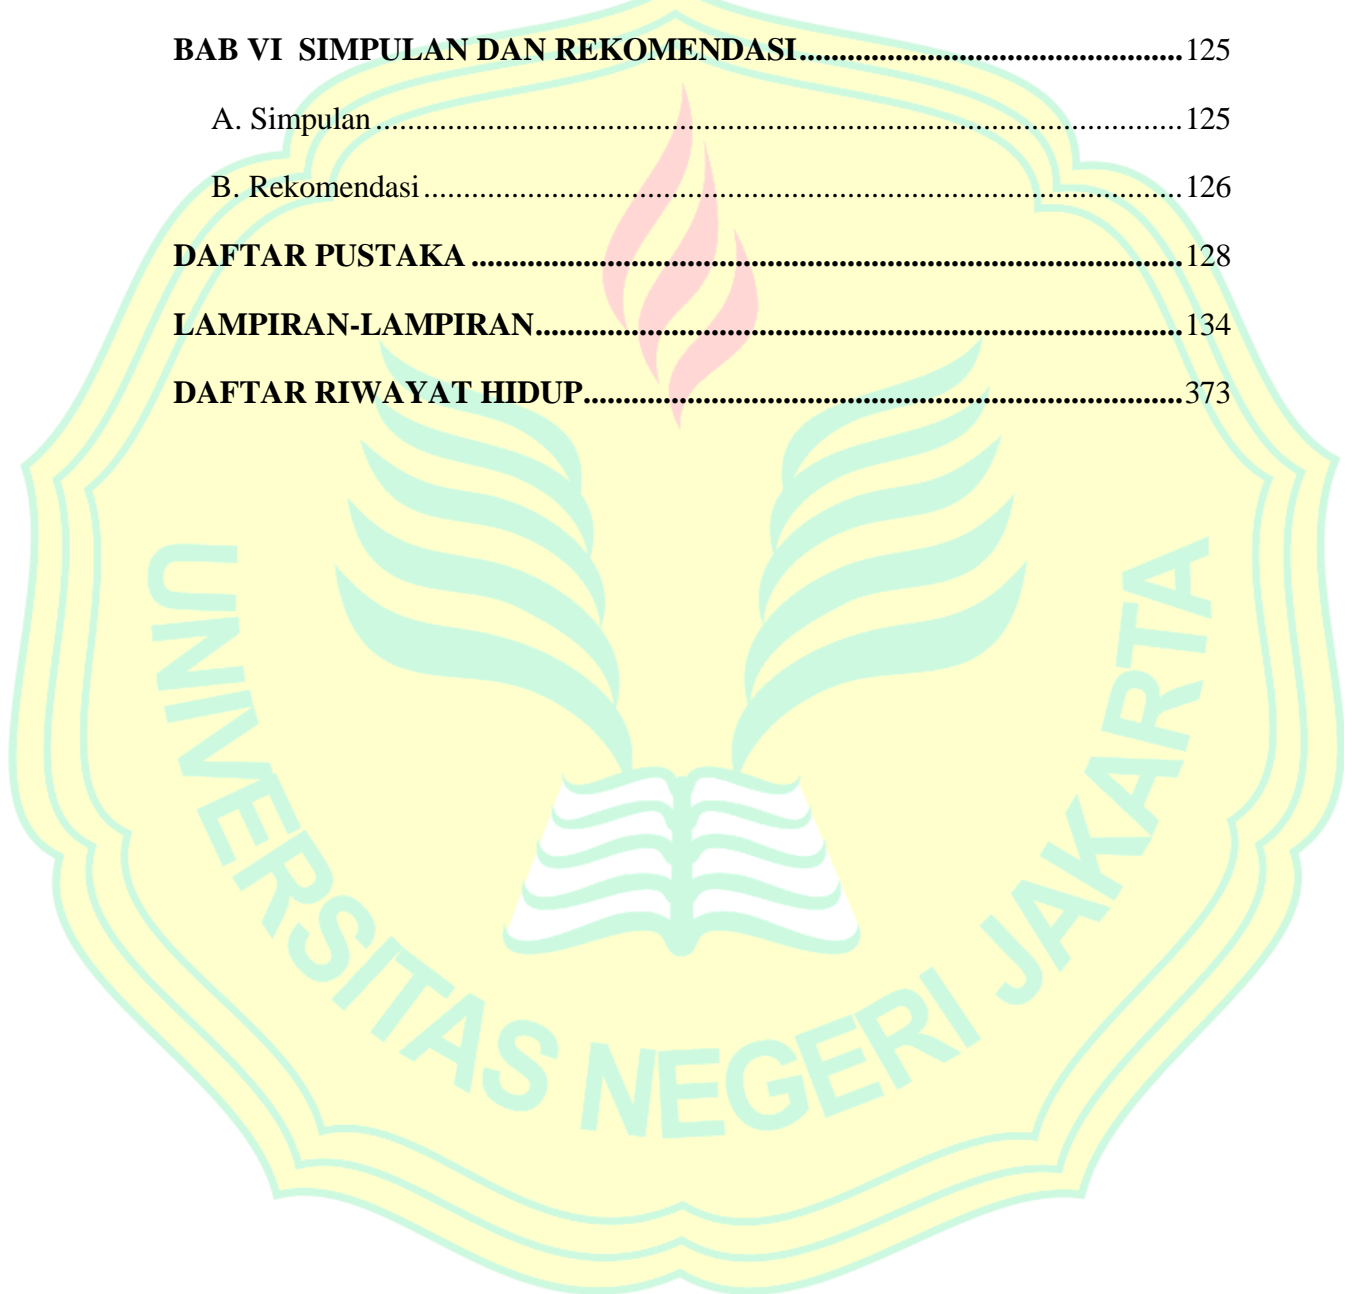 BAB VI  SIMPULAN DAN REKOMENDASI................................................125
A. Simpulan.......................................................................................................125
B. Rekomendasi.................................................................................................126
DAFTAR PUSTAKA ..........................................................................................128
LAMPIRAN-LAMPIRAN..................................................................................134
DAFTAR RIWAYAT HIDUP............................................................................373
UNIVERSITAS NEGERI JAKARTA